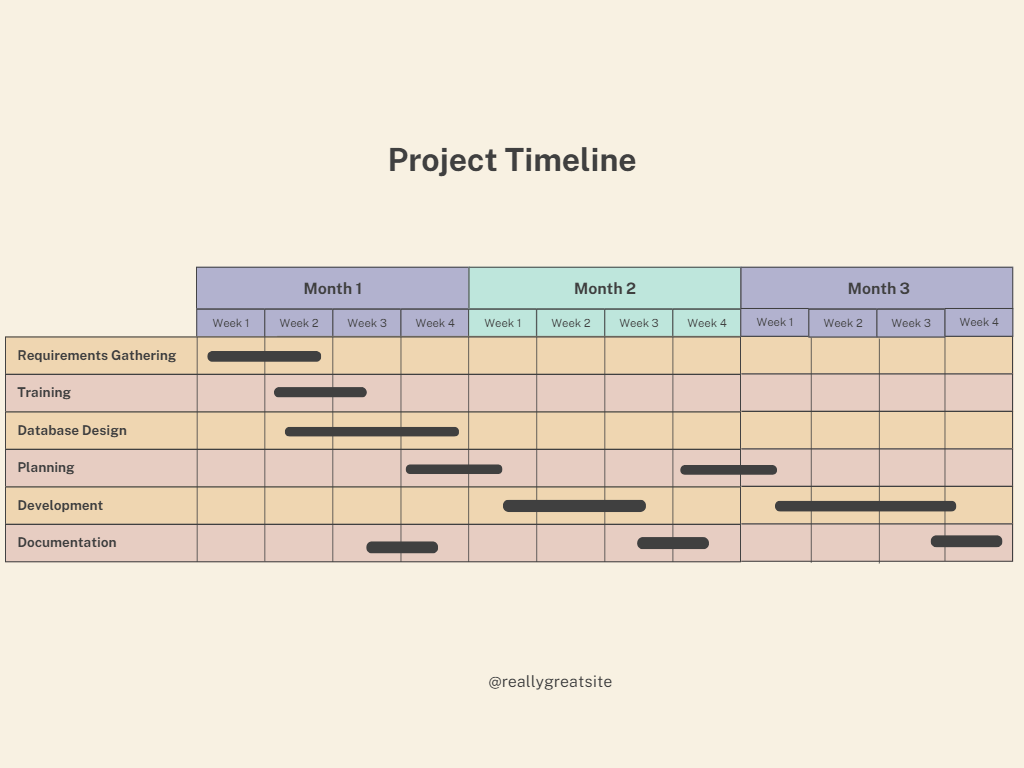 Project Timeline
Month 1 Month 2 Month 3
Week 1 Week 2 Week 3 Week 4 Week 1 Week 2 Week 3 Week 4 Week 1 Week 2 Week 3 Week 4
Requirements Gathering
Training
Database Design
Planning
Development
Documentation
@reallygreatsite